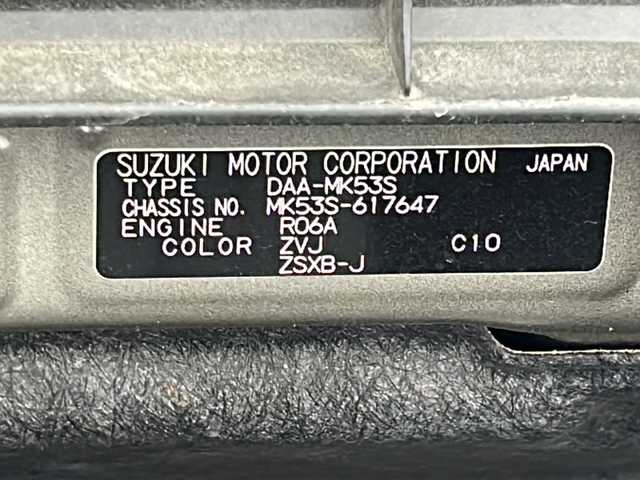 SUZUKI MOTOR CORPORATION JAPAN
TYPE DAA-MK53S
CHASSIS NO. MK53S-617647
ENGINE R06A
COLOR ZVJ C10
ZSXB-J